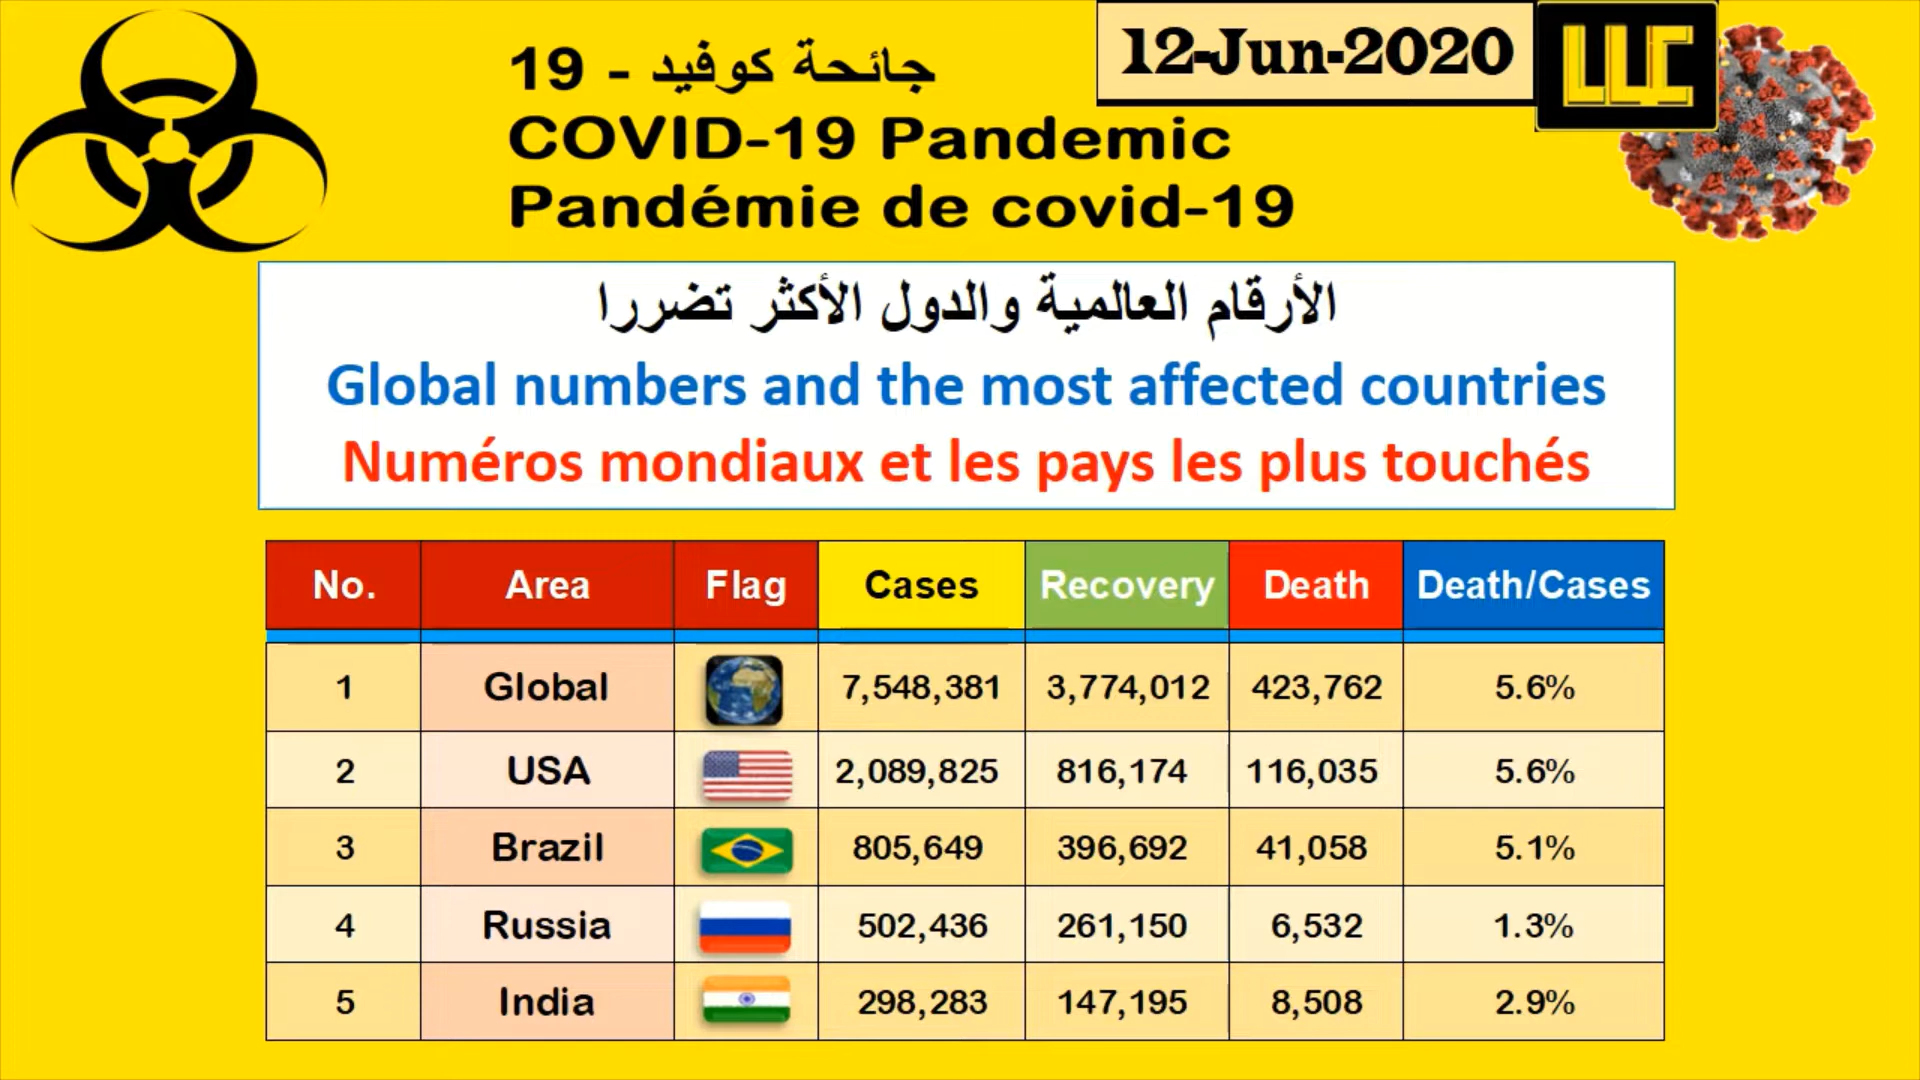 12-Jun-2020
LLC
جائحة كوفيد - 19
COVID-19 Pandemic
Pandémie de covid-19
الأرقام العالمية والدول الأكثر تضررا
Global numbers and the most affected countries
Numéros mondiaux et les pays les plus touchés
No. Area Flag Cases Recovery Death Death/Cases
1 Global 7,548,381 3,774,012 423,762 5.6%
2 USA 2,089,825 816,174 116,035 5.6%
3 Brazil 805,649 396,692 41,058 5.1%
4 Russia 502,436 261,150 6,532 1.3%
5 India 298,283 147,195 8,508 2.9%